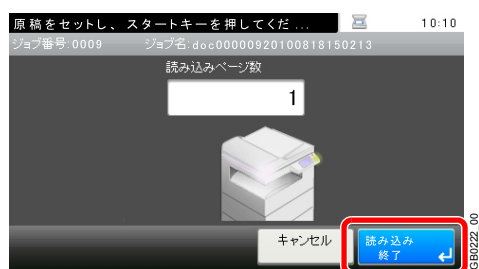 原稿をセットし、スタートキーを押してくだ... 10:10
ジョブ番号:0009 ジョブ名:doc00000920100818150213
読み込みページ数
1
キャンセル
読み込み
終了
GB0222_00